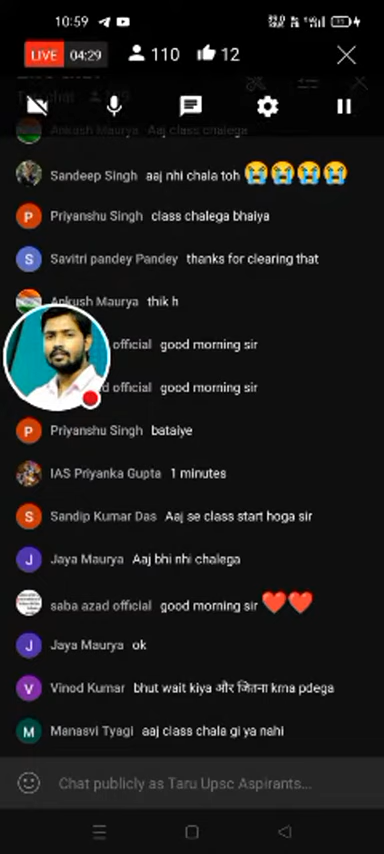 10:59
LIVE 04:29 110 12
Ankush Maurya Aaj class chalega
Sandeep Singh aaj nhi chala toh 😭😭😭😭
P Priyanshu Singh class chalega bhaiya
S Savitri pandey Pandey thanks for clearing that
Ankush Maurya thik h
official good morning sir
d official good morning sir
P Priyanshu Singh bataiye
IAS Priyanka Gupta 1 minutes
S Sandip Kumar Das Aaj se class start hoga sir
J Jaya Maurya Aaj bhi nhi chalega
saba azad official good morning sir ❤️❤️
J Jaya Maurya ok
V Vinod Kumar bhut wait kiya और जितना krna pdega
M Manasvi Tyagi aaj class chala gi ya nahi
Chat publicly as Taru Upsc Aspirants...